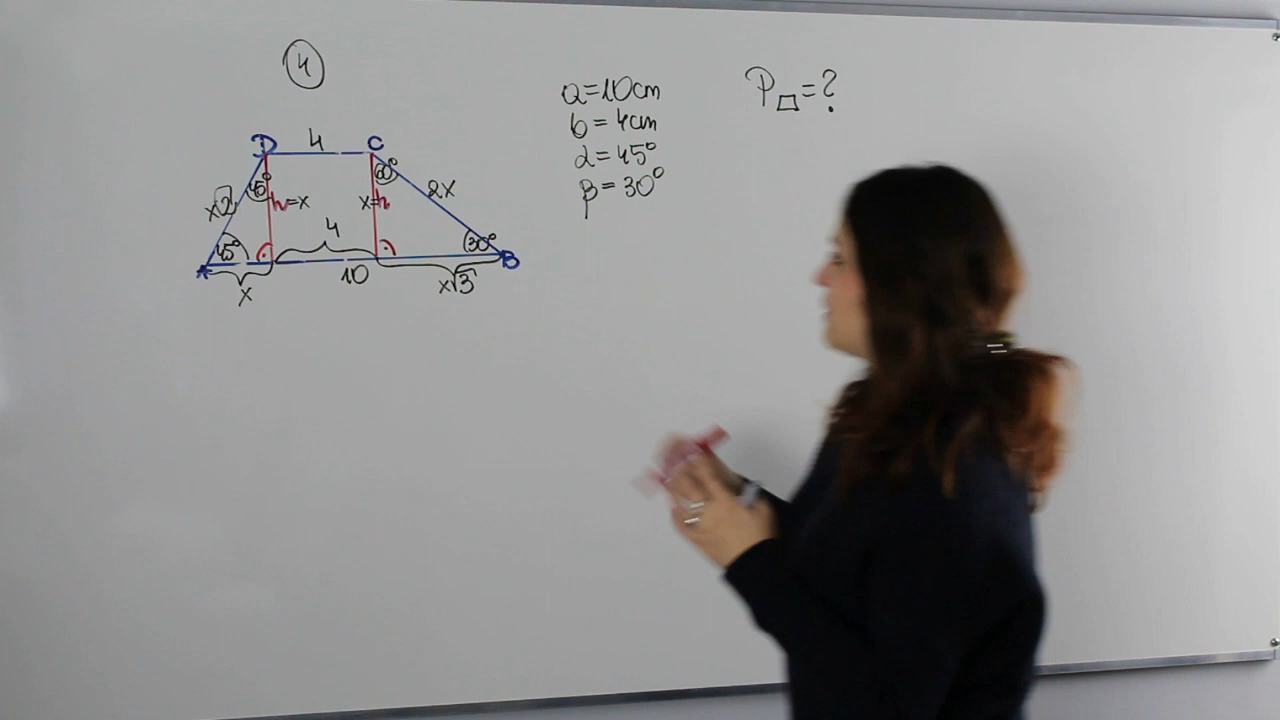 4
a=10cm
b=4cm
α=45°
β=30°
P▱=?
D 4 C
45° 60°
x√2 h=x x=h 2x
4
45° 30°
A 10 B
x x√3